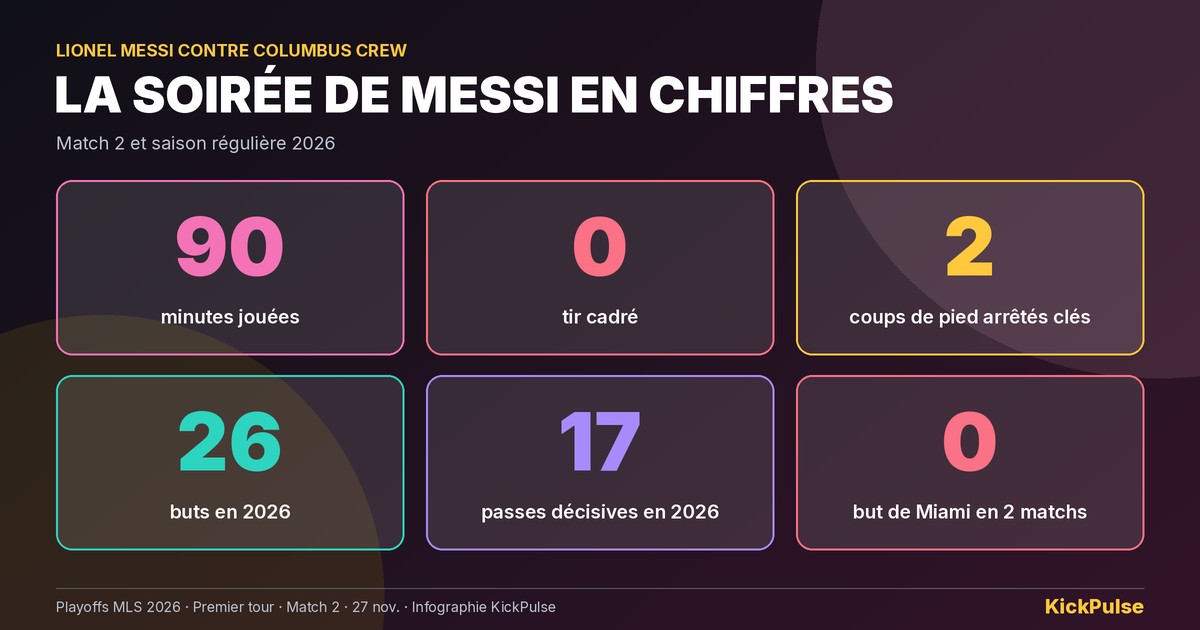 LIONEL MESSI CONTRE COLUMBUS CREW
LA SOIRÉE DE MESSI EN CHIFFRES
Match 2 et saison régulière 2026
90
minutes jouées
0
tir cadré
2
coups de pied arrêtés clés
26
buts en 2026
17
passes décisives en 2026
0
but de Miami en 2 matchs
Playoffs MLS 2026 · Premier tour · Match 2 · 27 nov. · Infographie KickPulse
KickPulse